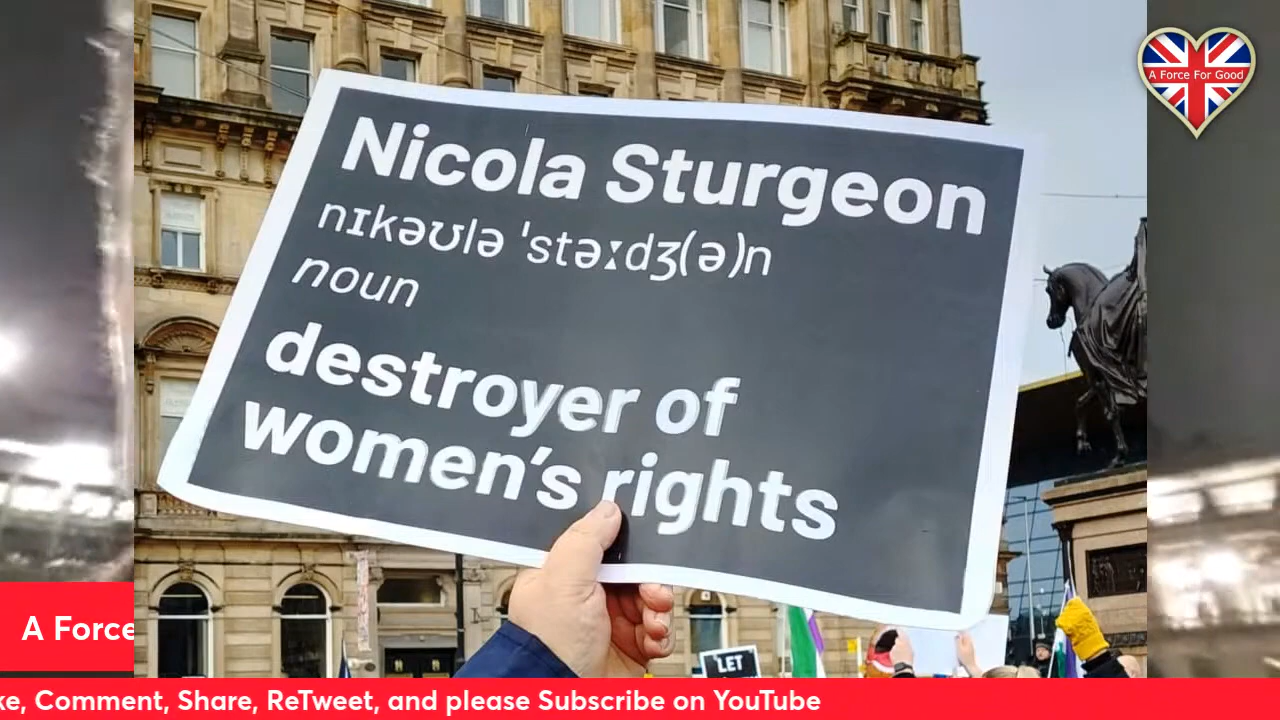 A Force For Good
Nicola Sturgeon
nɪkəʊlə ˈstəːdʒ(ə)n
noun
destroyer of
women's rights
LET
A Force
ke, Comment, Share, ReTweet, and please Subscribe on YouTube